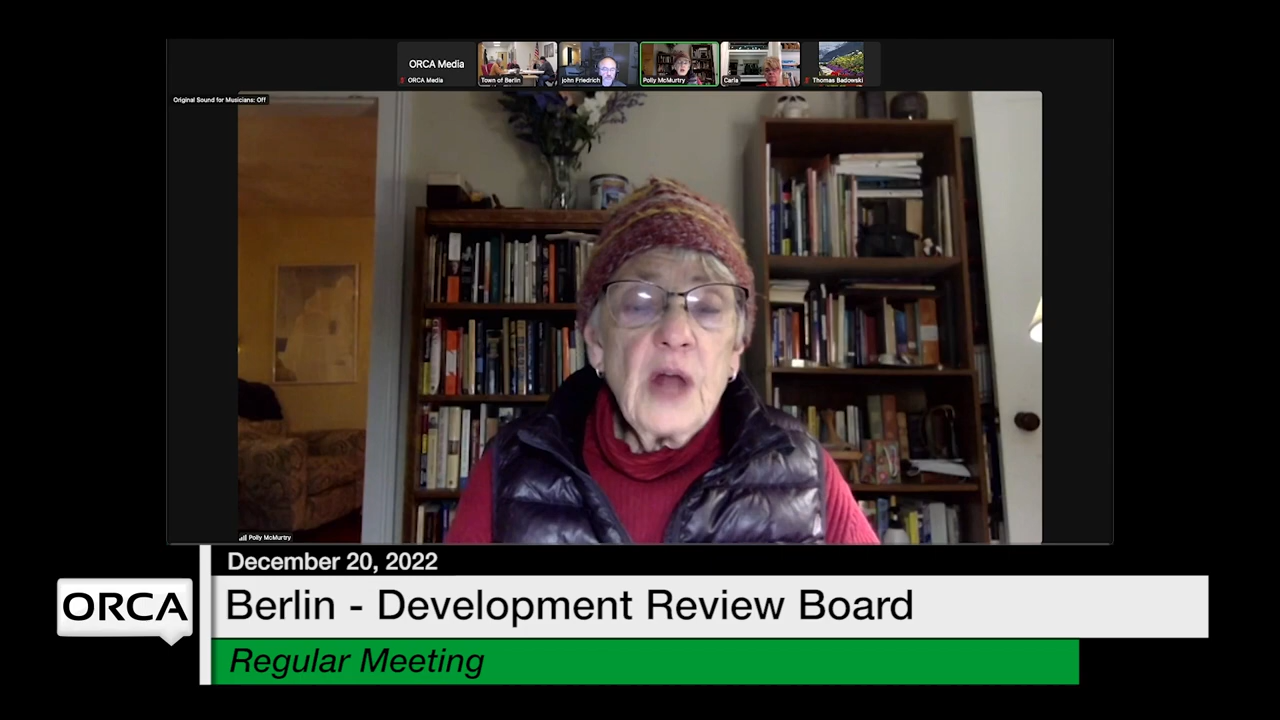 ORCA Media
ORCA Media
Town of Berlin
John Friedrich
Polly McMurtry
Carla
Thomas Badowski
Original Sound for Musicians: Off
Polly McMurtry
December 20, 2022
ORCA
Berlin - Development Review Board
Regular Meeting